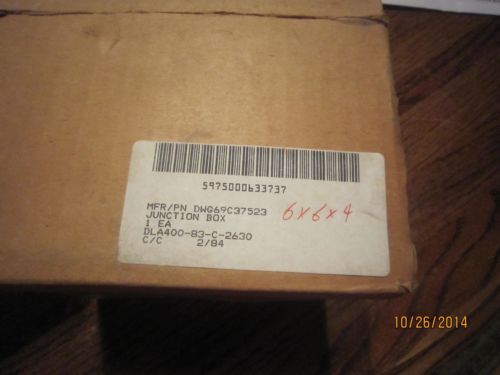 5975000633737
MFR/PN DWG69C37523
JUNCTION BOX
1 EA
DLA400-83-C-2630
C/C 2/84
6x6x4
10/26/2014